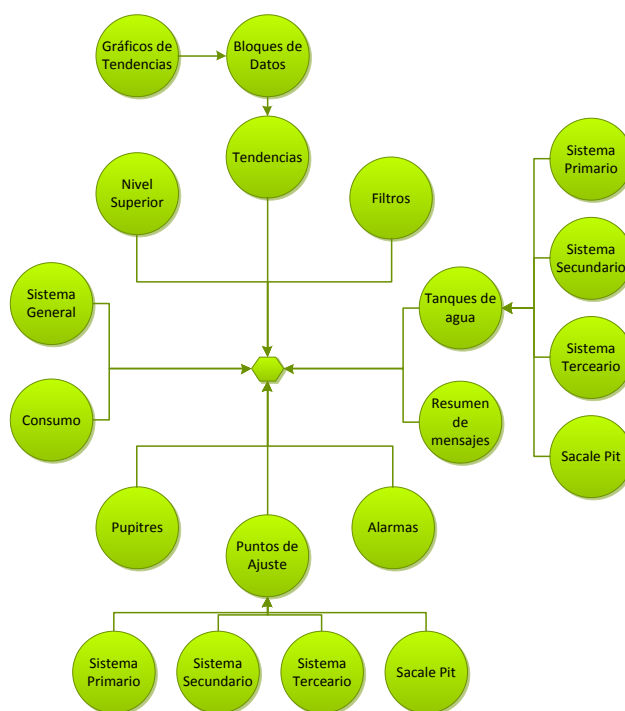 Gráficos de
Tendencias
Bloques de
Datos
Tendencias
Nivel
Superior
Filtros
Sistema
Primario
Sistema
Secundario
Sistema
General
Tanques de
agua
Sistema
Terceario
Consumo
Resumen
de
mensajes
Sacale Pit
Pupitres
Puntos de
Ajuste
Alarmas
Sistema
Primario
Sistema
Secundario
Sistema
Terceario
Sacale Pit